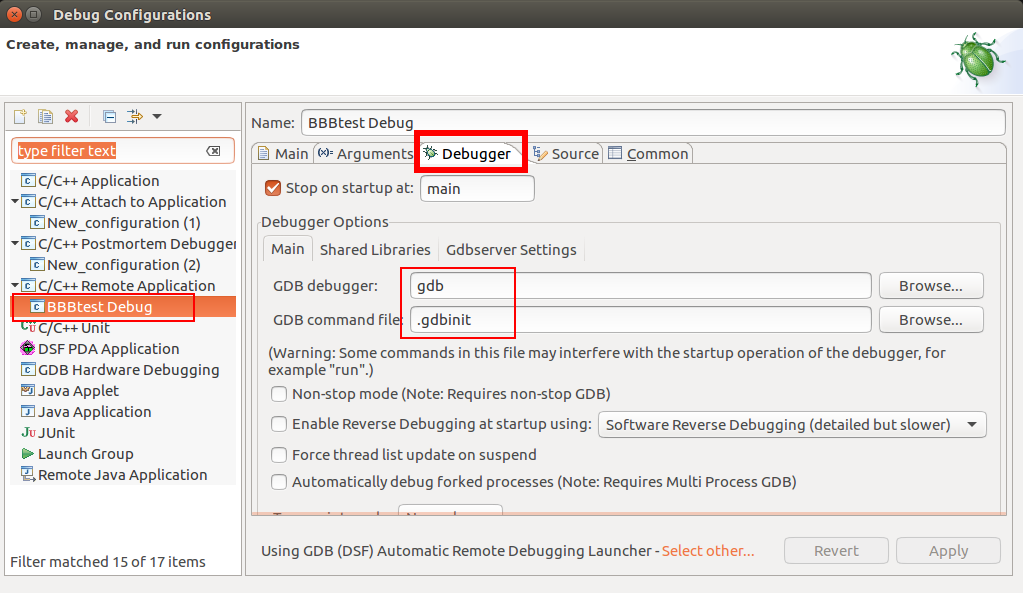 Debug Configurations
Create, manage, and run configurations
type filter text
C/C++ Application
C/C++ Attach to Application
New_configuration (1)
C/C++ Postmortem Debugger
New_configuration (2)
C/C++ Remote Application
BBBtest Debug
C/C++ Unit
DSF PDA Application
GDB Hardware Debugging
Java Applet
Java Application
JUnit
Launch Group
Remote Java Application
Filter matched 15 of 17 items
Name: BBBtest Debug
Main Arguments Debugger Source Common
Stop on startup at: main
Debugger Options
Main Shared Libraries Gdbserver Settings
GDB debugger: gdb Browse...
GDB command file: .gdbinit Browse...
(Warning: Some commands in this file may interfere with the startup operation of the debugger, for
example "run".)
Non-stop mode (Note: Requires non-stop GDB)
Enable Reverse Debugging at startup using: Software Reverse Debugging (detailed but slower)
Force thread list update on suspend
Automatically debug forked processes (Note: Requires Multi Process GDB)
Using GDB (DSF) Automatic Remote Debugging Launcher - Select other...
Revert Apply